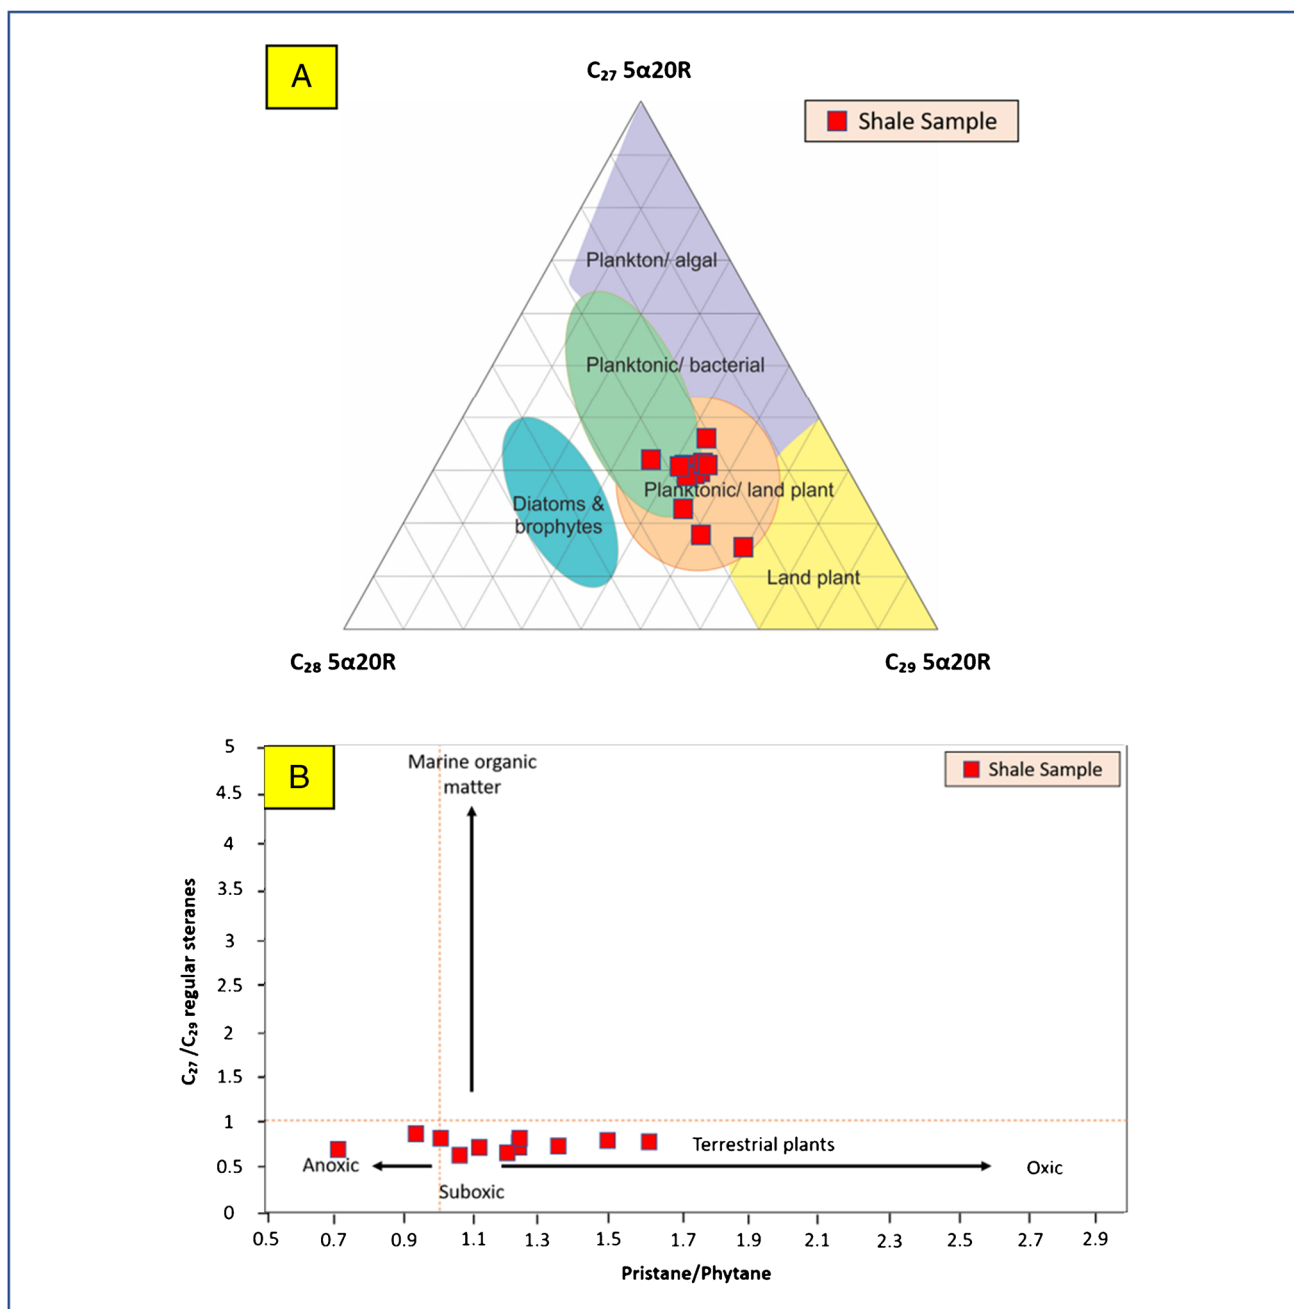 A
C₂₇ 5α20R
Shale Sample
Plankton/ algal
Planktonic/ bacterial
Planktonic/ land plant
Diatoms &
brophytes
Land plant
C₂₈ 5α20R
C₂₉ 5α20R
B
Marine organic
matter
Shale Sample
5
4.5
4
3.5
3
2.5
2
1.5
1
0.5
0
C₂₇ /C₂₉ regular steranes
Terrestrial plants
Anoxic
Oxic
Suboxic
0.5 0.7 0.9 1.1 1.3 1.5 1.7 1.9 2.1 2.3 2.5 2.7 2.9
Pristane/Phytane